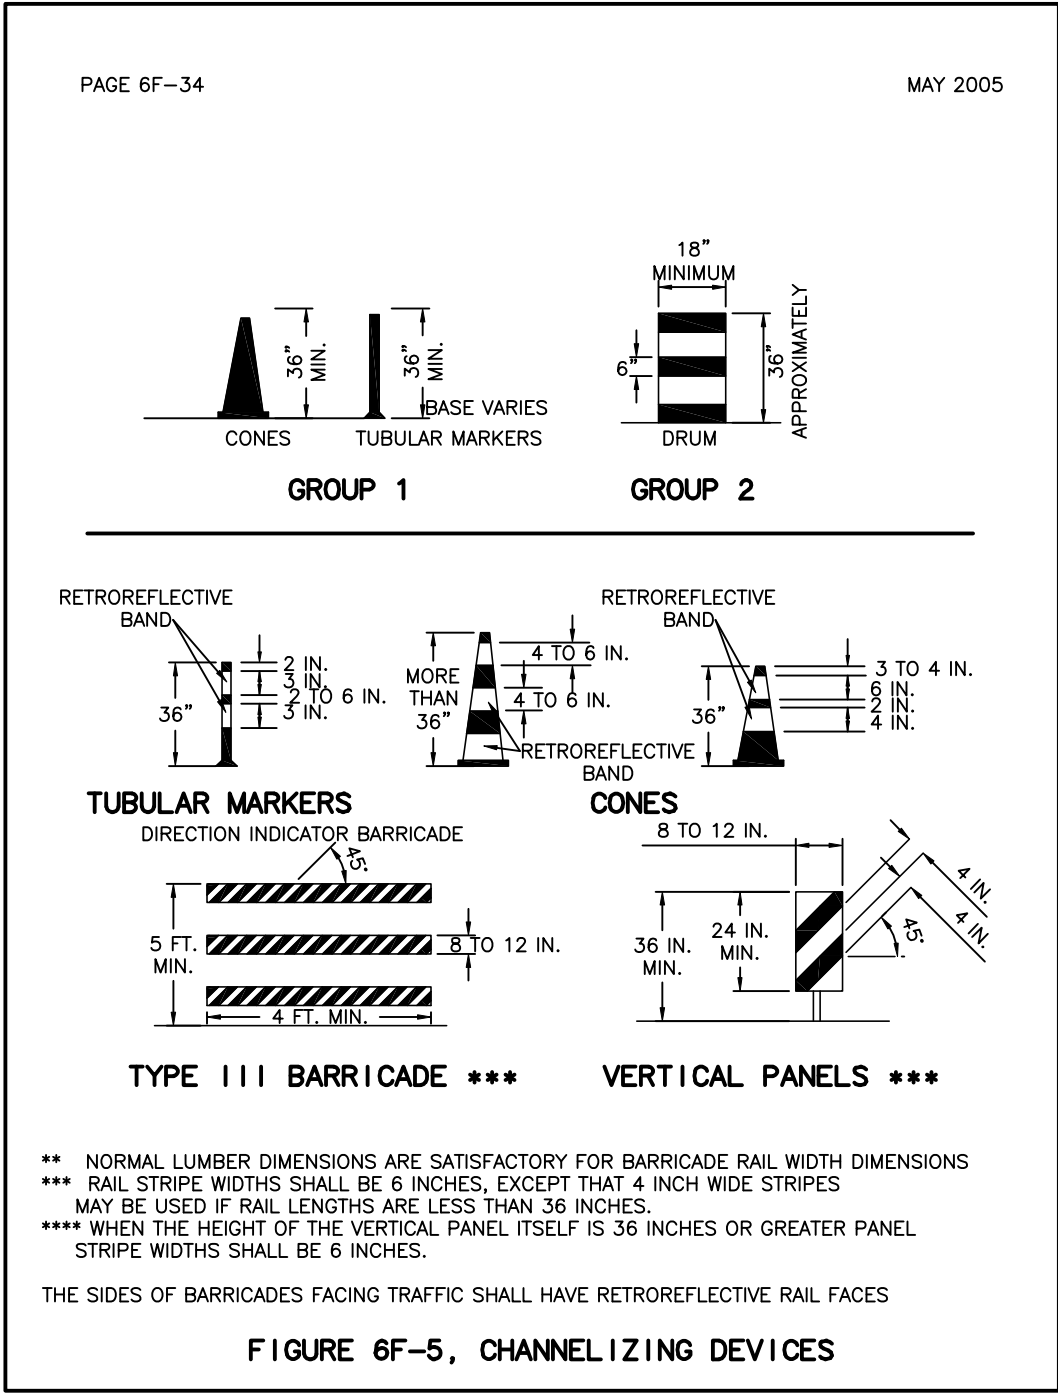 PAGE 6F-34
MAY 2005
18"
MINIMUM
36"
MIN.
36"
MIN.
6"
36"
APPROXIMATELY
BASE VARIES
CONES
TUBULAR MARKERS
DRUM
GROUP 1
GROUP 2
RETROREFLECTIVE
BAND
2 IN.
3 IN.
2 TO 6 IN.
3 IN.
36"
MORE
THAN
36"
4 TO 6 IN.
4 TO 6 IN.
RETROREFLECTIVE
BAND
RETROREFLECTIVE
BAND
3 TO 4 IN.
6 IN.
2 IN.
4 IN.
36"
TUBULAR MARKERS
CONES
DIRECTION INDICATOR BARRICADE
45°
5 FT.
MIN.
8 TO 12 IN.
4 FT. MIN.
8 TO 12 IN.
36 IN.
MIN.
24 IN.
MIN.
4 IN.
4 IN.
45°
TYPE III BARRICADE ***
VERTICAL PANELS ***
** NORMAL LUMBER DIMENSIONS ARE SATISFACTORY FOR BARRICADE RAIL WIDTH DIMENSIONS
*** RAIL STRIPE WIDTHS SHALL BE 6 INCHES, EXCEPT THAT 4 INCH WIDE STRIPES
MAY BE USED IF RAIL LENGTHS ARE LESS THAN 36 INCHES.
**** WHEN THE HEIGHT OF THE VERTICAL PANEL ITSELF IS 36 INCHES OR GREATER PANEL
STRIPE WIDTHS SHALL BE 6 INCHES.
THE SIDES OF BARRICADES FACING TRAFFIC SHALL HAVE RETROREFLECTIVE RAIL FACES
FIGURE 6F-5, CHANNELIZING DEVICES